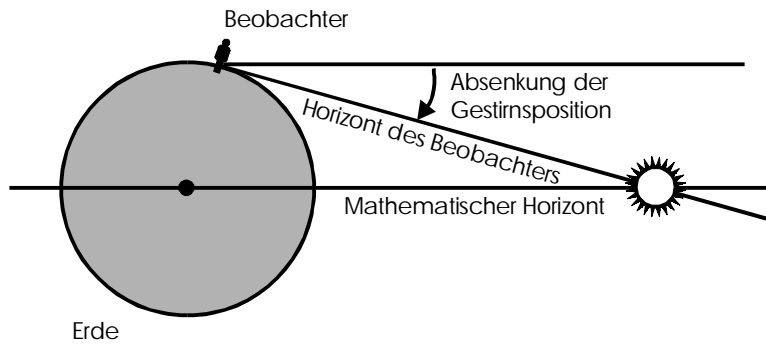 Beobachter
Absenkung der
Gestirnsposition
Horizont des Beobachters
Mathematischer Horizont
Erde